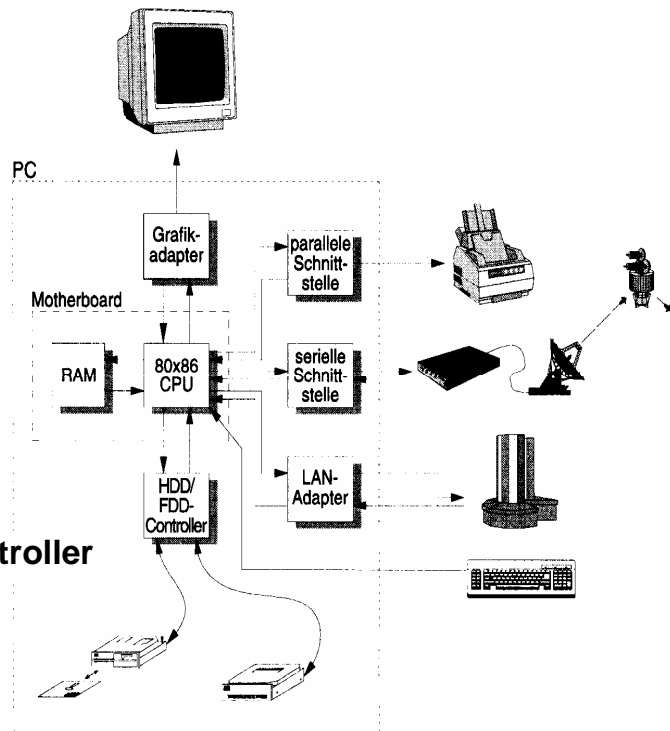 PC
Grafik-
adapter
parallele
Schnitt-
stelle
Motherboard
RAM
80x86
CPU
serielle
Schnitt-
stelle
HDD/
FDD-
Controller
LAN-
Adapter
troller